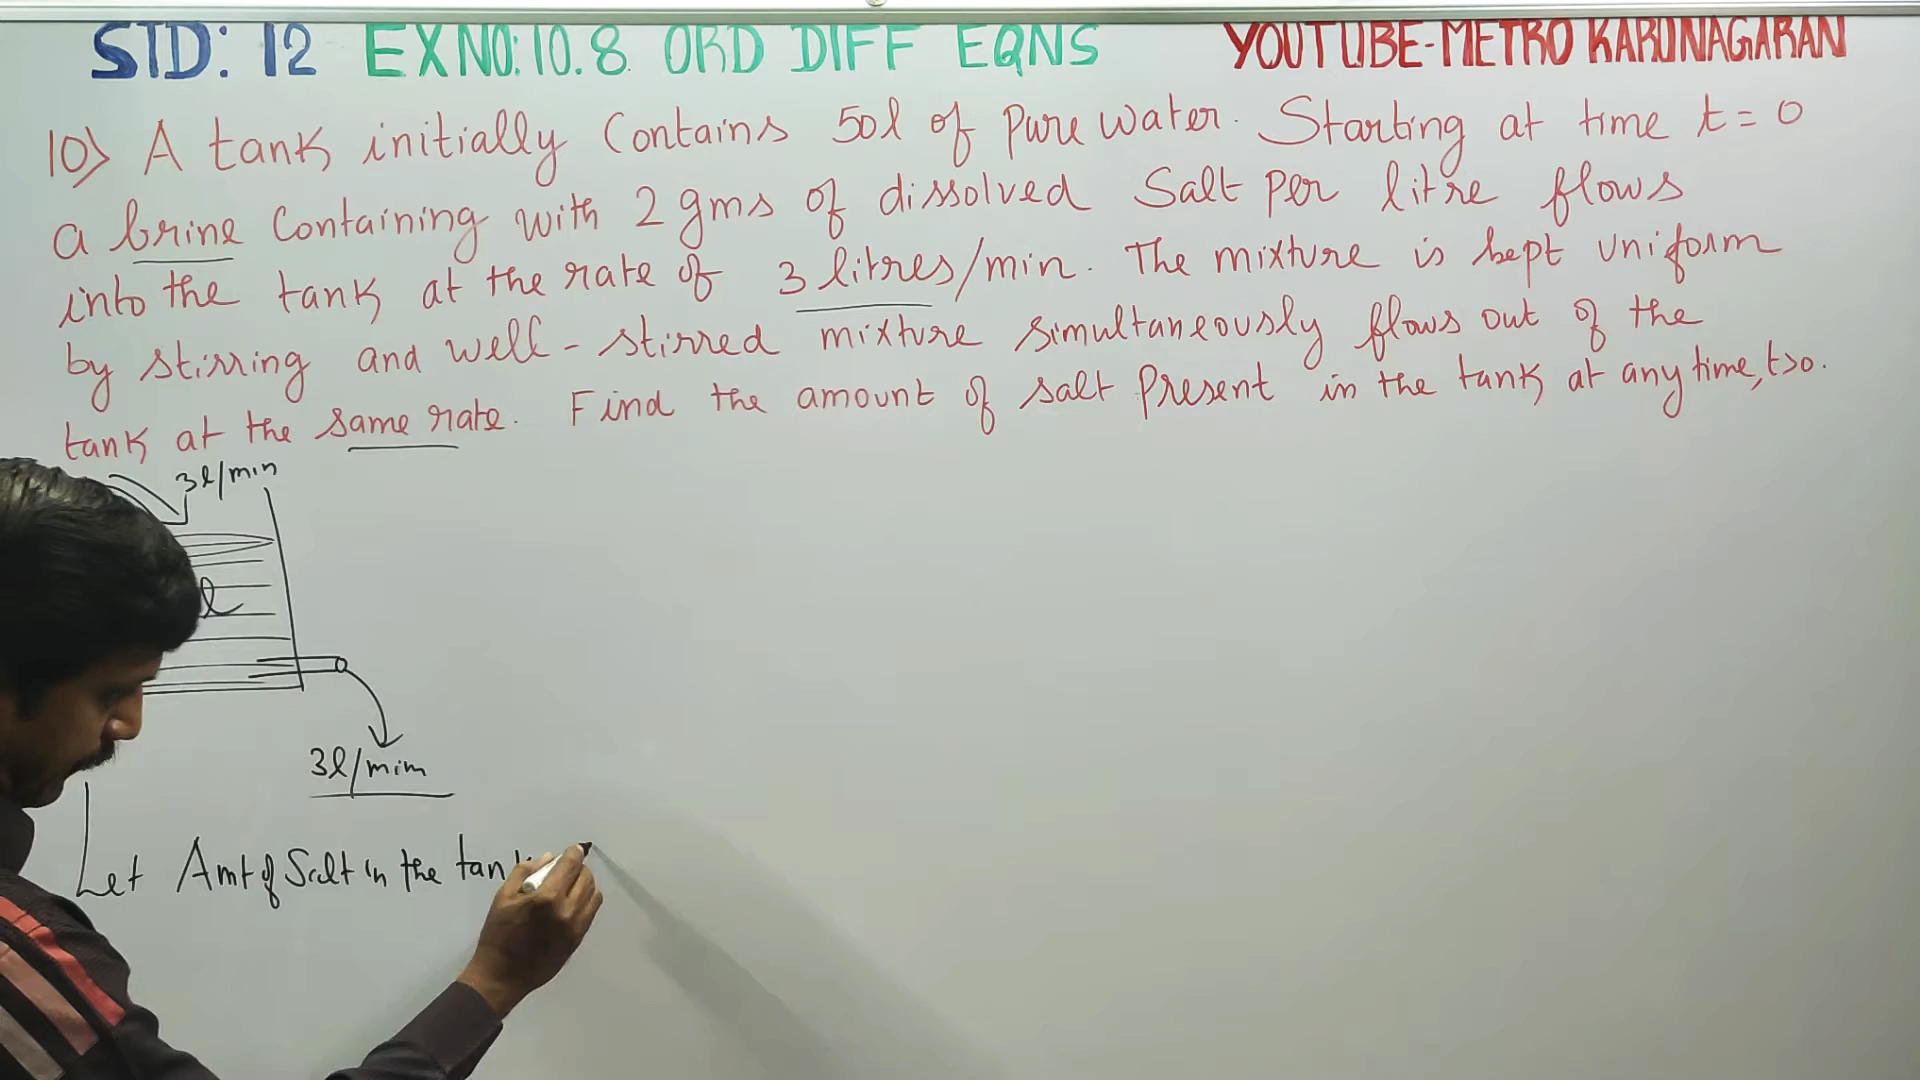 STD: 12 EX NO: 10.8 ORD DIFF EQNS YOUTUBE-METRO KARUNAGARAN
10) A tank initially Contains 50l of Pure water. Starting at time t = 0
a brine Containing with 2 gms of dissolved Salt Per litre flows
into the tank at the rate of 3 litres/min. The mixture is kept uniform
by stirring and well-stirred mixture simultaneously flows out of the
tank at the same rate. Find the amount of salt Present in the tank at any time, t>0.
3l/min
l
3l/min
Let Amt of Salt in the tank